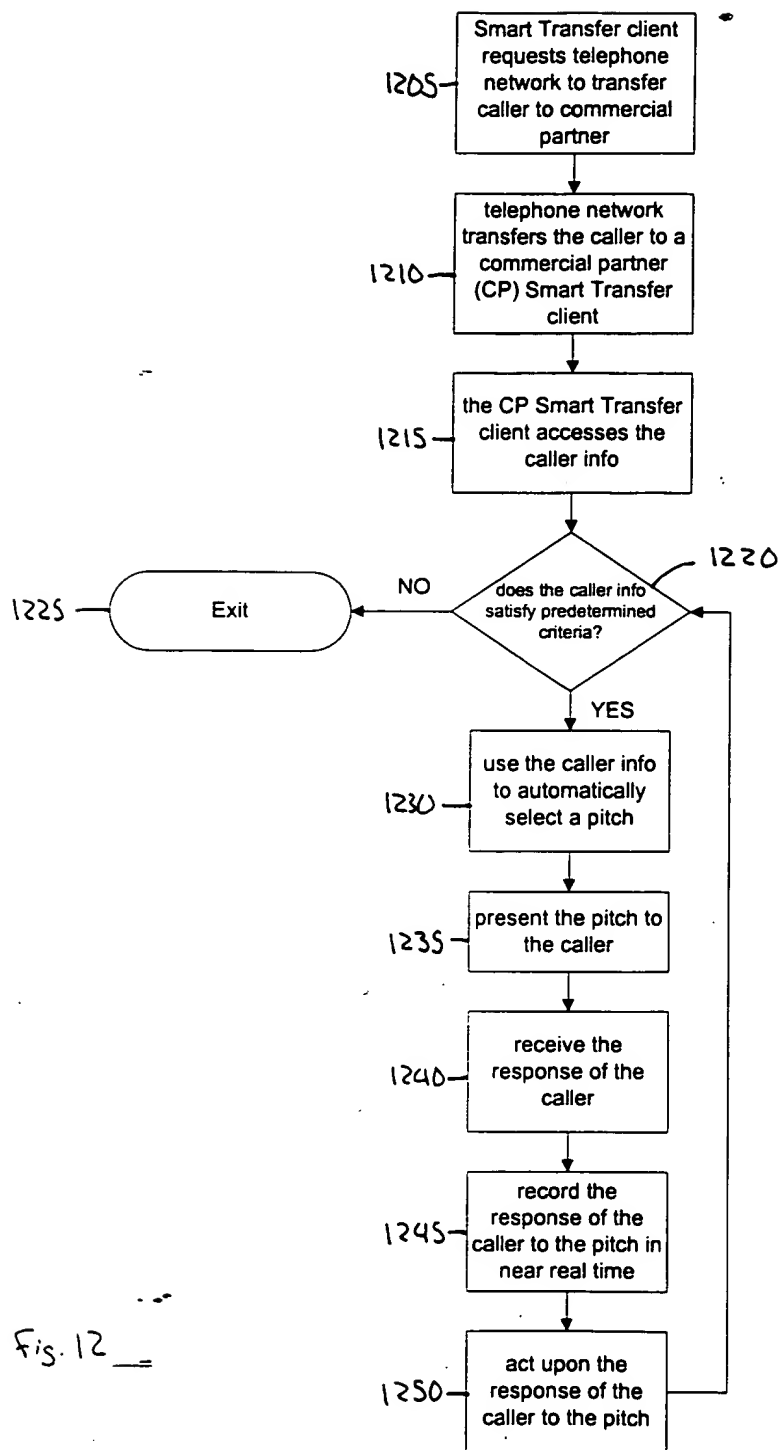 Smart Transfer client
requests telephone
network to transfer
caller to commercial
partner
1205
telephone network
transfers the caller to a
commercial partner
(CP) Smart Transfer
client
1210
the CP Smart Transfer
client accesses the
caller info
1215
1220
does the caller info
satisfy predetermined
criteria?
NO
Exit
1225
YES
use the caller info
to automatically
select a pitch
1230
present the pitch to
the caller
1235
receive the
response of the
caller
1240
record the
response of the
caller to the pitch in
near real time
1245
act upon the
response of the
caller to the pitch
1250
Fig. 12